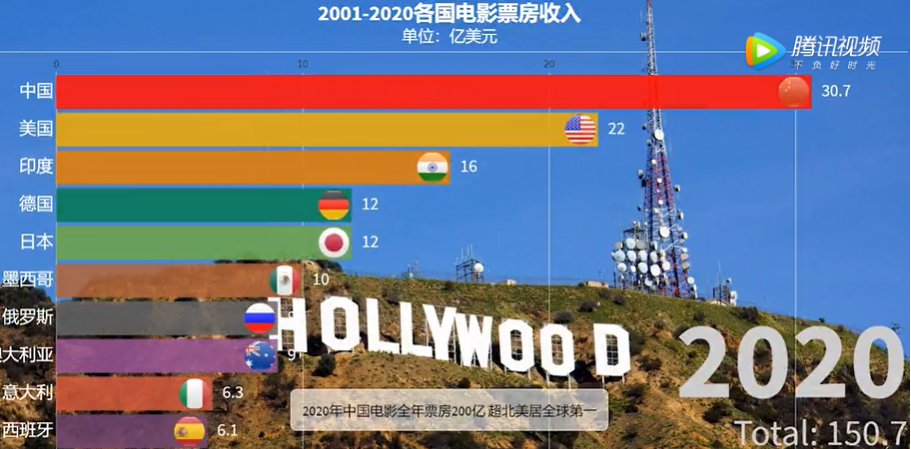 2001-2020各国电影票房收入
单位：亿美元
腾讯视频
不负好时光
0 10 20
中国 30.7
美国 22
印度 16
德国 12
日本 12
墨西哥 10
俄罗斯
大利亚 9
意大利 6.3
西班牙 6.1
HOLLYWOOD
2020
2020年中国电影全年票房200亿 超北美居全球第一
Total: 150.7